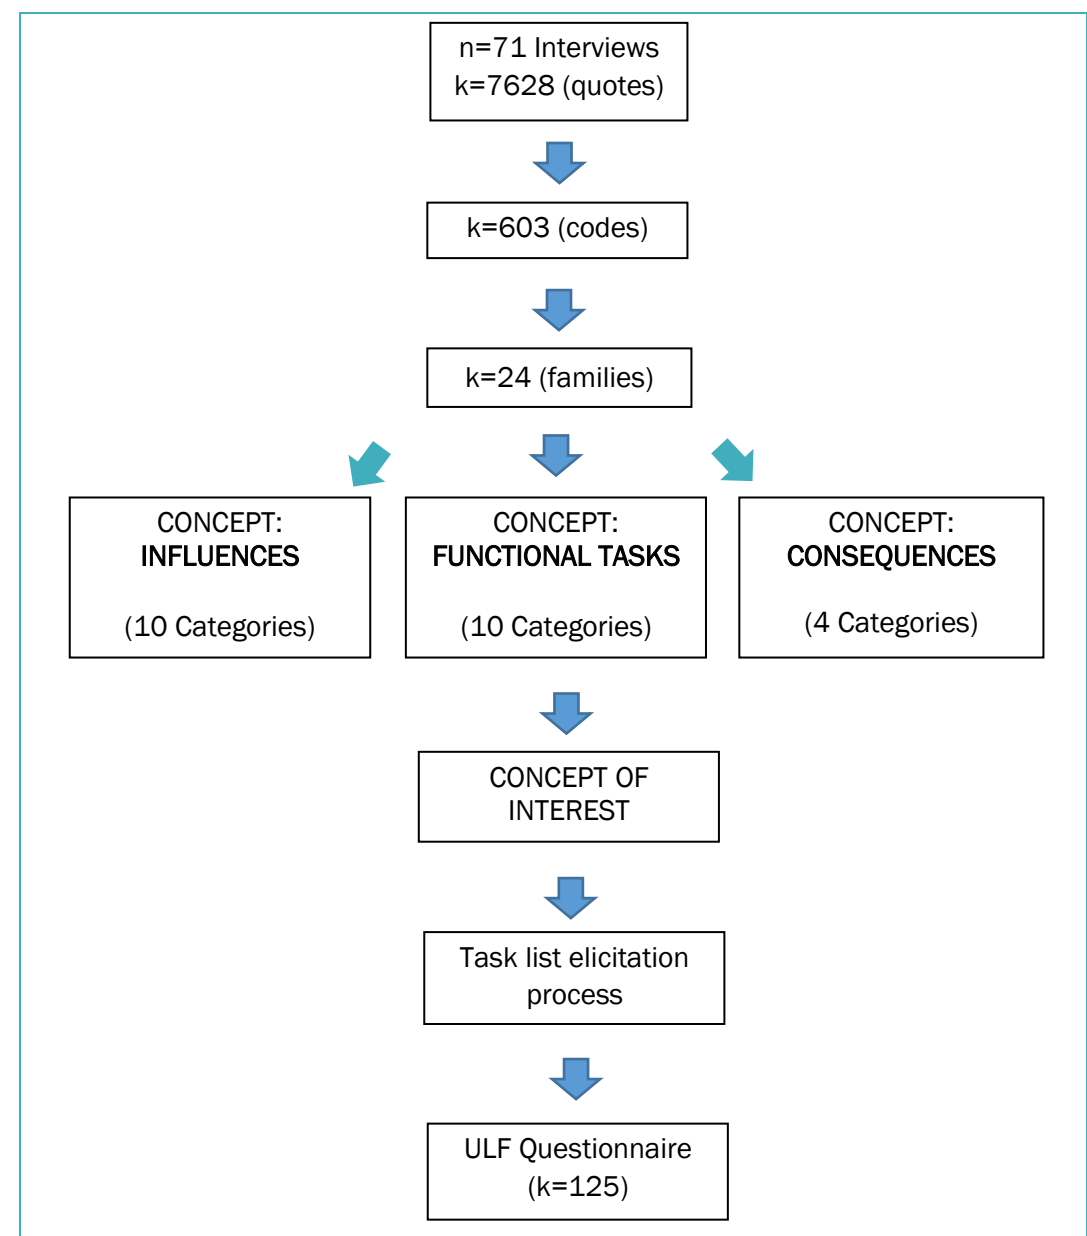 n=71 Interviews
k=7628 (quotes)
k=603 (codes)
k=24 (families)
CONCEPT:
INFLUENCES
(10 Categories)
CONCEPT:
FUNCTIONAL TASKS
(10 Categories)
CONCEPT:
CONSEQUENCES
(4 Categories)
CONCEPT OF
INTEREST
Task list elicitation
process
ULF Questionnaire
(k=125)